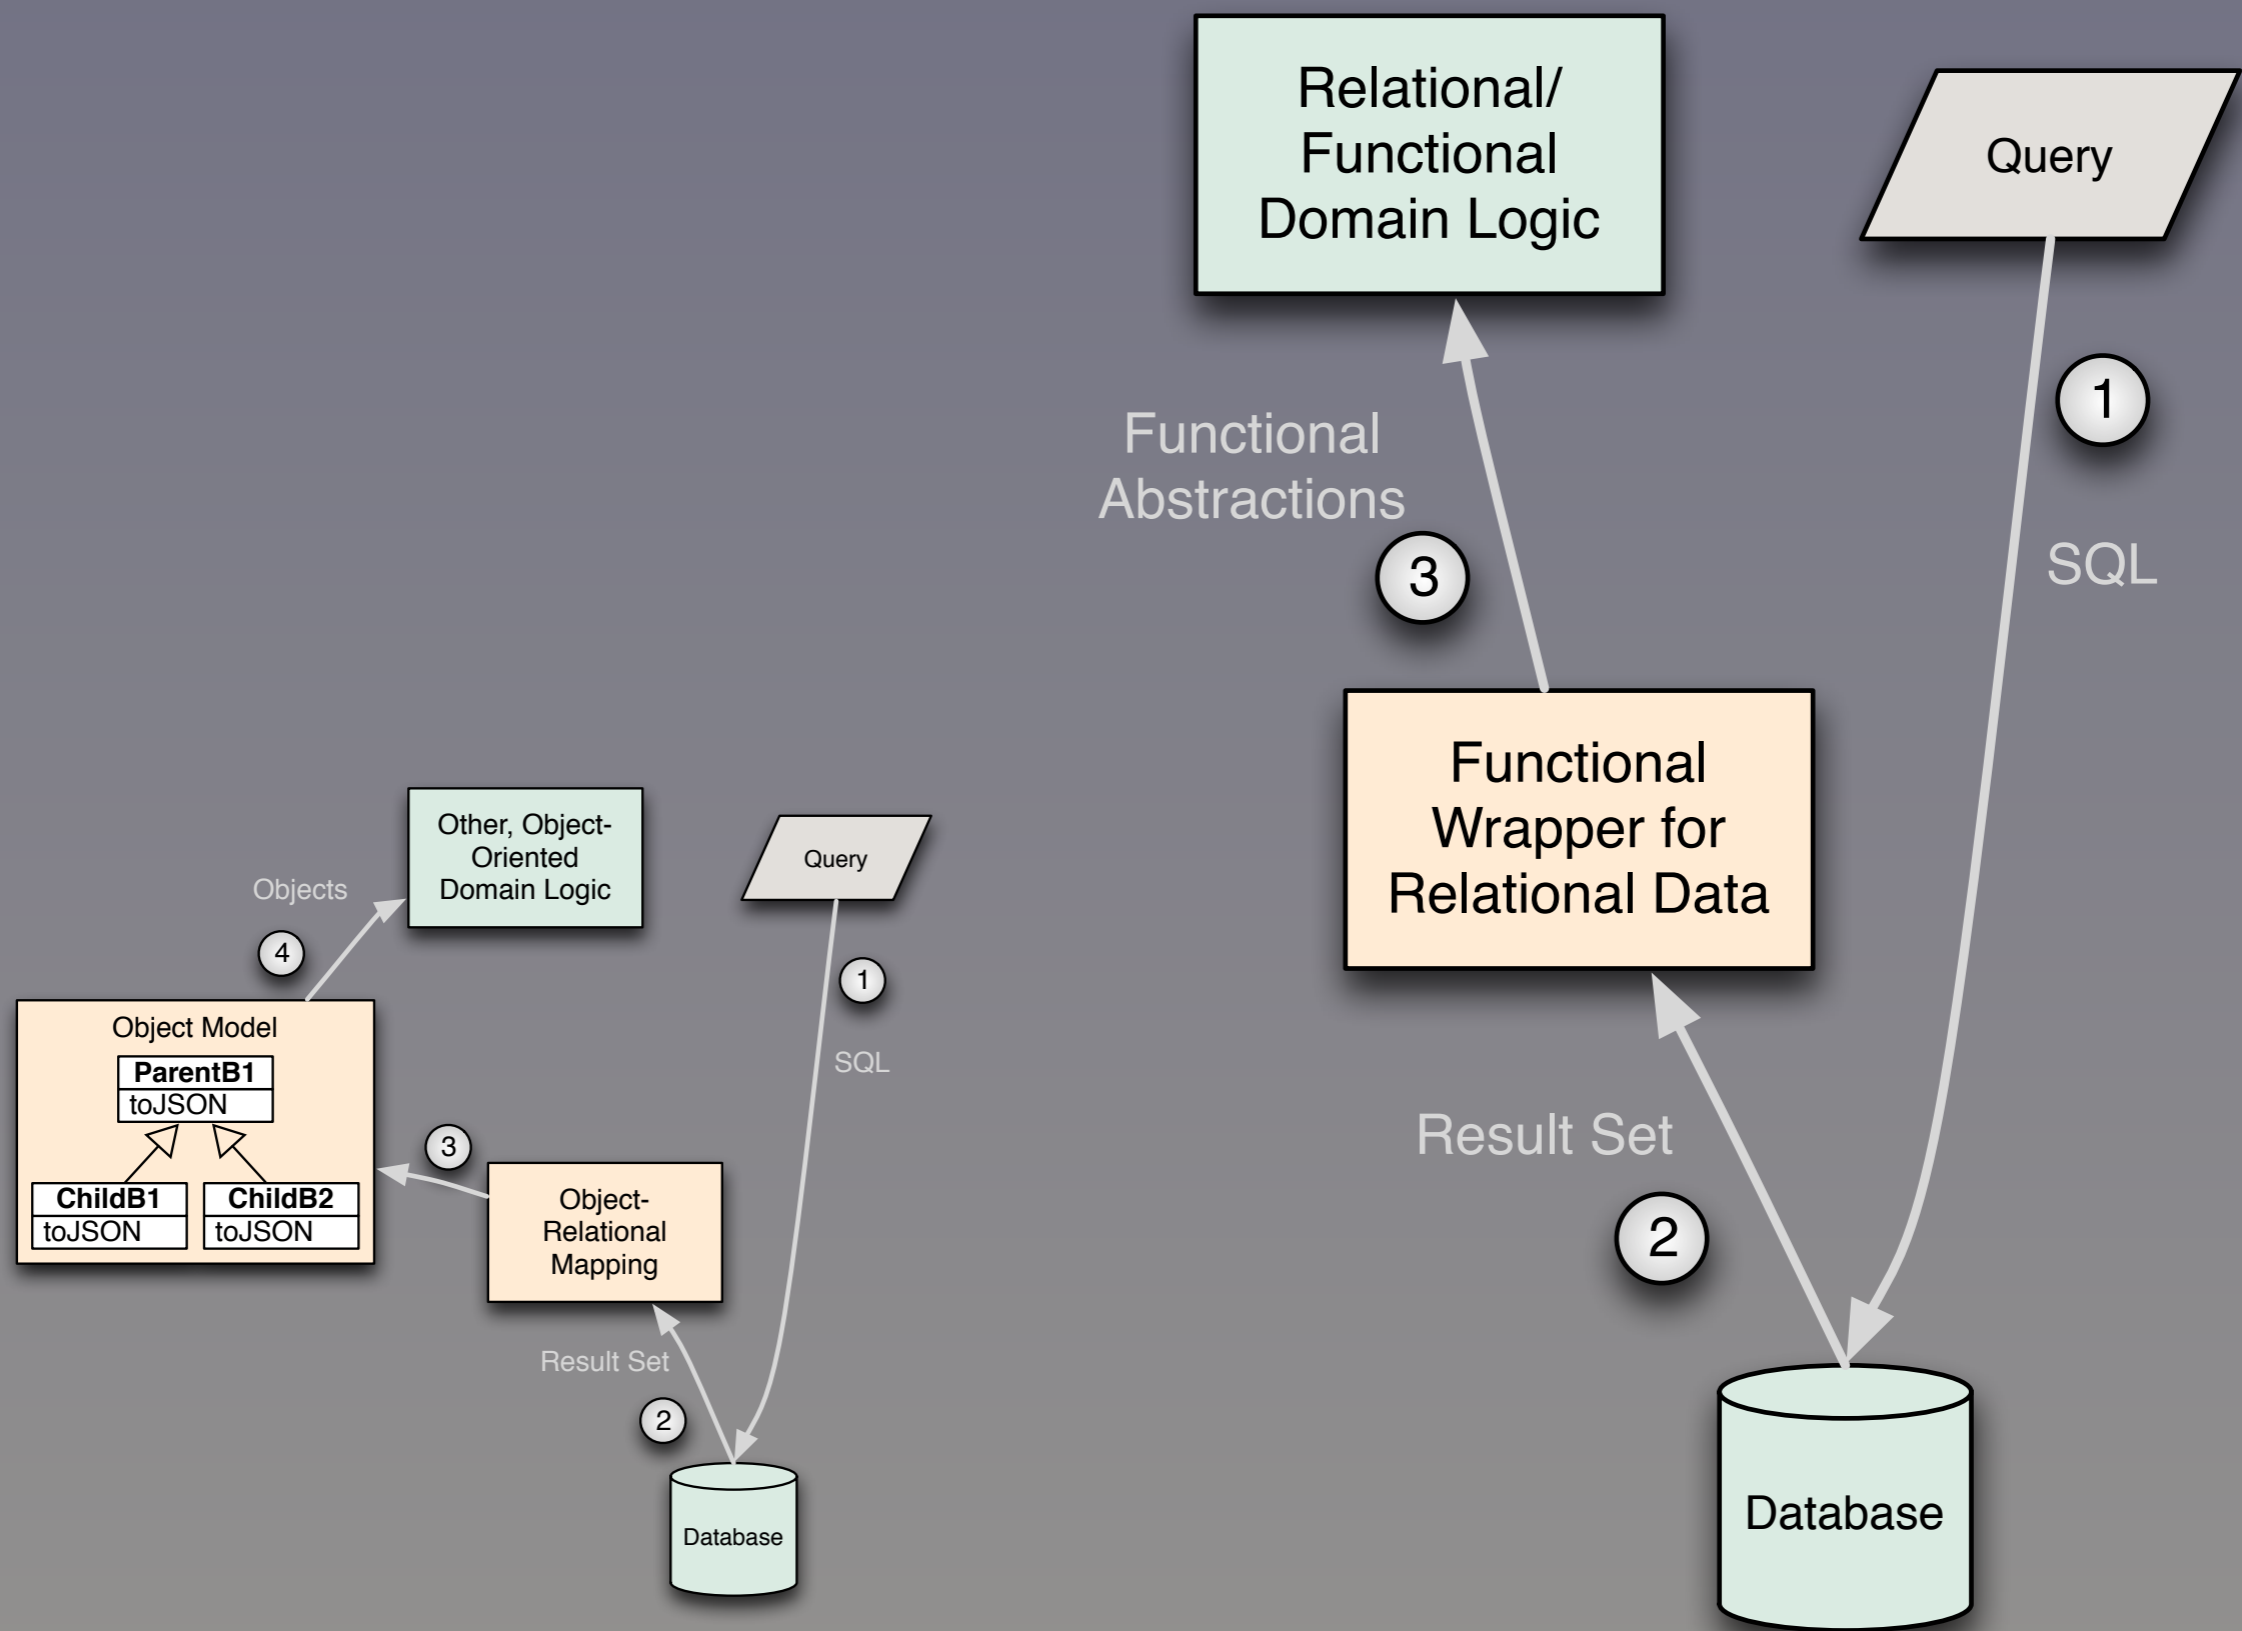 Relational/
Functional
Domain Logic
Query
1
Functional
Abstractions
3
SQL
Functional
Wrapper for
Relational Data
Result Set
2
Database
Other, Object-
Oriented
Domain Logic
Query
Objects
4
1
Object Model
ParentB1
toJSON
SQL
3
ChildB1
toJSON
ChildB2
toJSON
Object-
Relational
Mapping
Result Set
2
Database